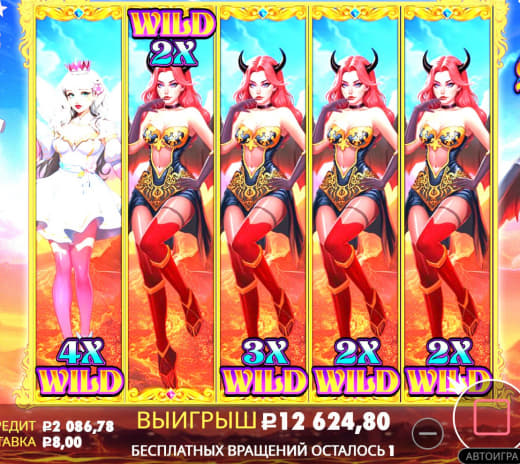 WILD
2X
4X
WILD
3X
WILD
2X
WILD
2X
WILD
РЕДИТ ₽2 086,78
ТАВКА ₽8,00
ВЫИГРЫШ ₽12 624,80
БЕСПЛАТНЫХ ВРАЩЕНИЙ ОСТАЛОСЬ 1
АВТОИГРА